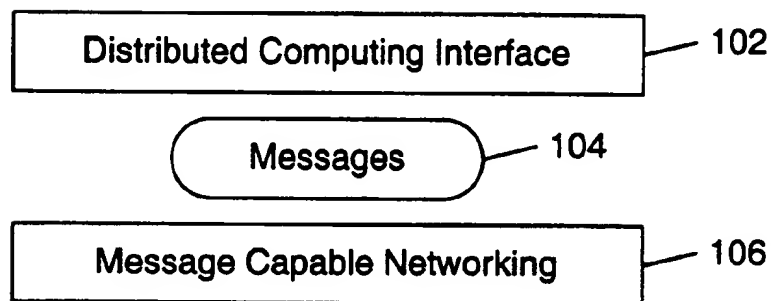 Distributed Computing Interface 102
Messages 104
Message Capable Networking 106